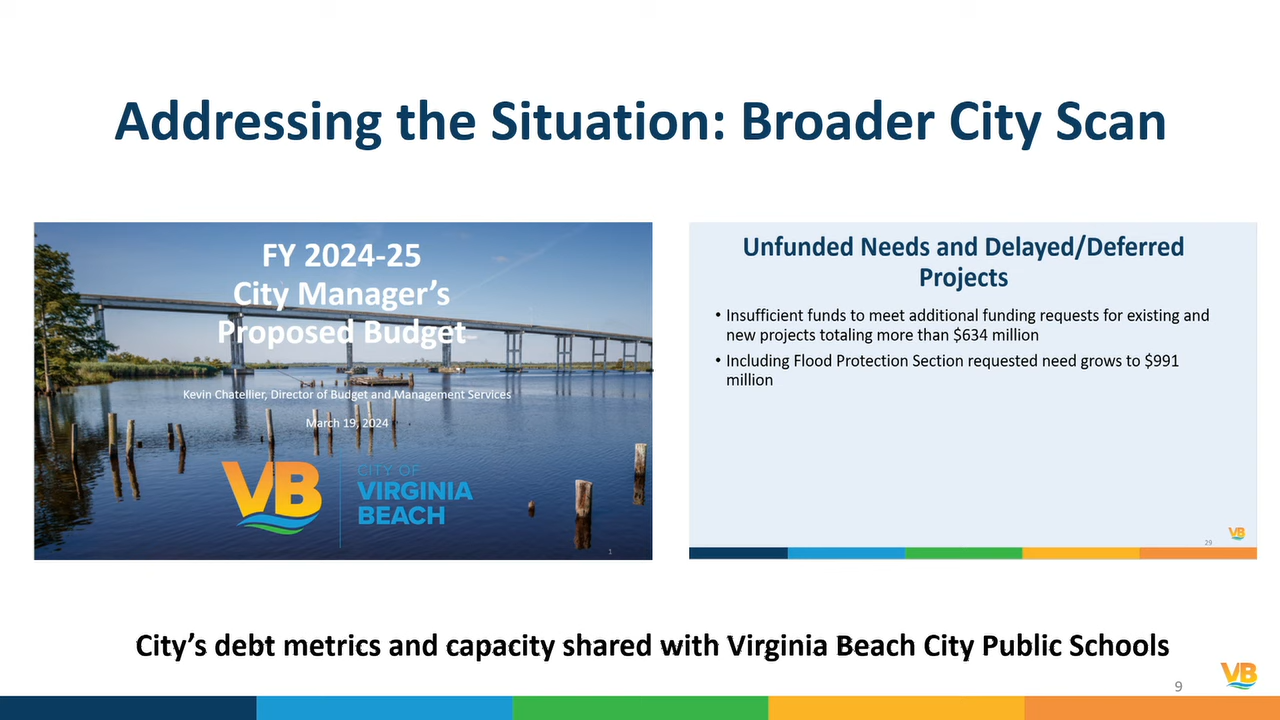 Addressing the Situation: Broader City Scan
FY 2024-25
City Manager's
Proposed Budget
Kevin Chatellier, Director of Budget and Management Services
March 19, 2024
VB
CITY OF
VIRGINIA
BEACH
1
Unfunded Needs and Delayed/Deferred
Projects
• Insufficient funds to meet additional funding requests for existing and
new projects totaling more than $634 million
• Including Flood Protection Section requested need grows to $991
million
VB
29
City's debt metrics and capacity shared with Virginia Beach City Public Schools
9
VB